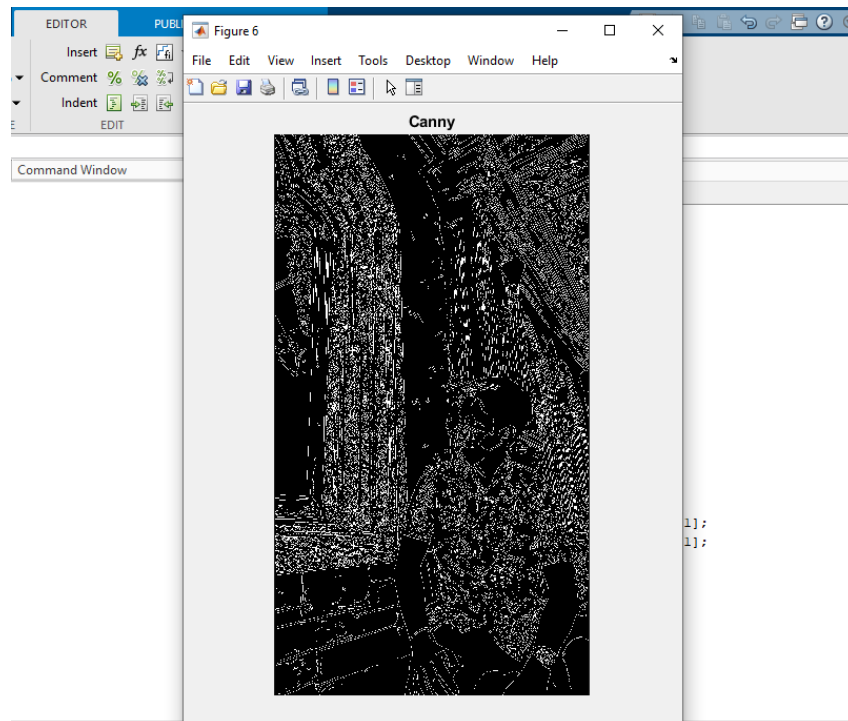 EDITOR PUBL
Insert fx
Comment %
Indent
EDIT
Command Window
Figure 6
File Edit View Insert Tools Desktop Window Help
Canny
1];
1];